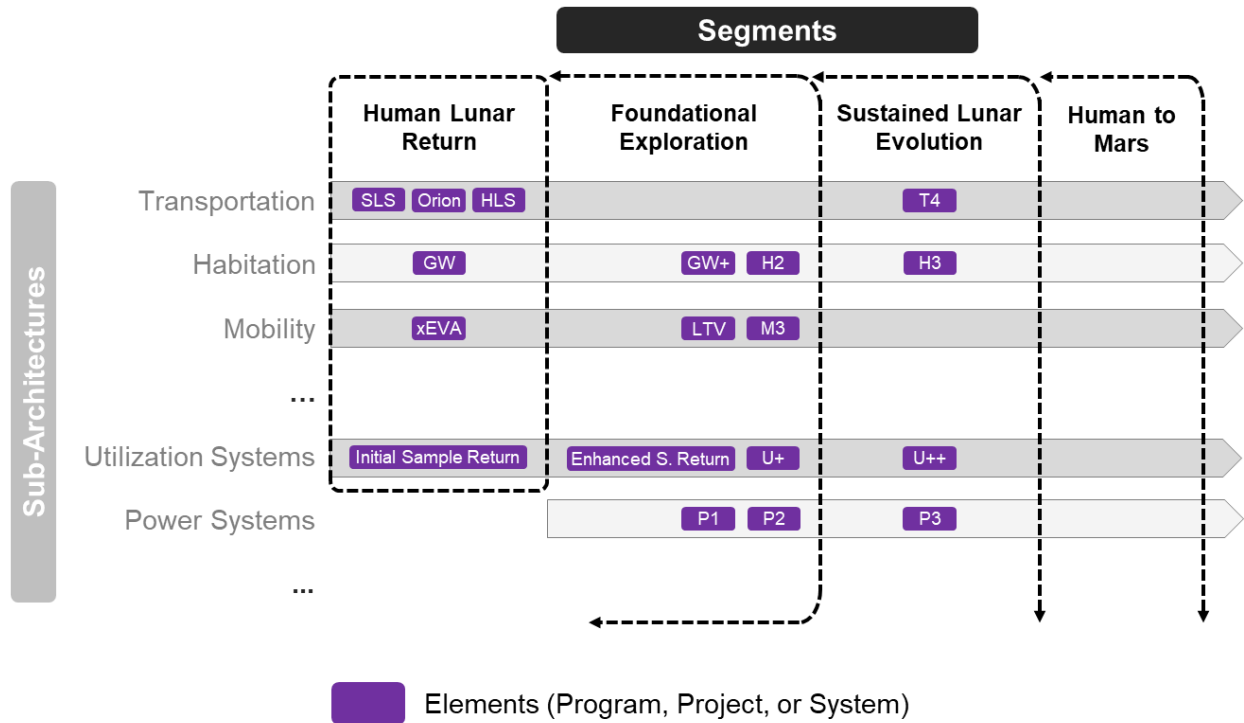 Segments
Human Lunar
Return
Foundational
Exploration
Sustained Lunar
Evolution
Human to
Mars
Sub-Architectures
Transportation
SLS
Orion
HLS
T4
Habitation
GW
GW+
H2
H3
Mobility
xEVA
LTV
M3
...
Utilization Systems
Initial Sample Return
Enhanced S. Return
U+
U++
Power Systems
P1
P2
P3
...
Elements (Program, Project, or System)